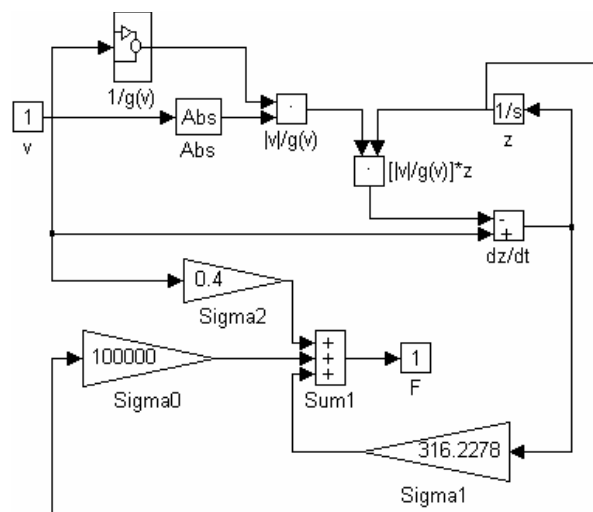 1/g(v)
1
v
Abs
Abs
.
|v|/g(v)
1/s
z
.
[|v|/g(v)]*z
-
+
dz/dt
0.4
Sigma2
100000
Sigma0
+
+
+
Sum1
1
F
316.2278
Sigma1